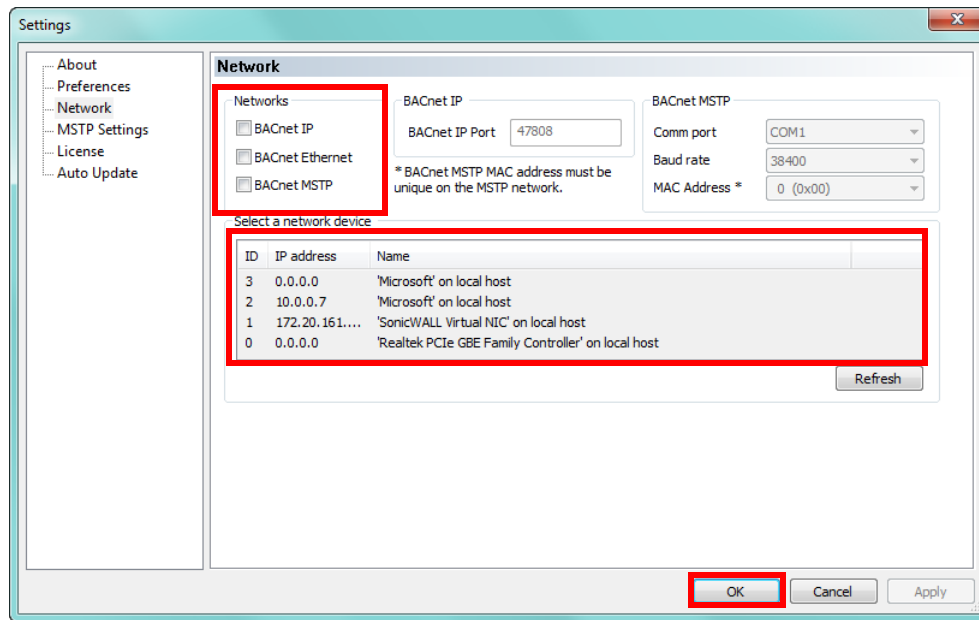 Settings
About
Preferences
Network
MSTP Settings
License
Auto Update
Network
Networks
BACnet IP
BACnet Ethernet
BACnet MSTP
BACnet IP
BACnet IP Port 47808
* BACnet MSTP MAC address must be
unique on the MSTP network.
BACnet MSTP
Comm port COM1
Baud rate 38400
MAC Address * 0 (0x00)
Select a network device
ID IP address Name
3 0.0.0.0 'Microsoft' on local host
2 10.0.0.7 'Microsoft' on local host
1 172.20.161.... 'SonicWALL Virtual NIC' on local host
0 0.0.0.0 'Realtek PCIe GBE Family Controller' on local host
Refresh
OK Cancel Apply